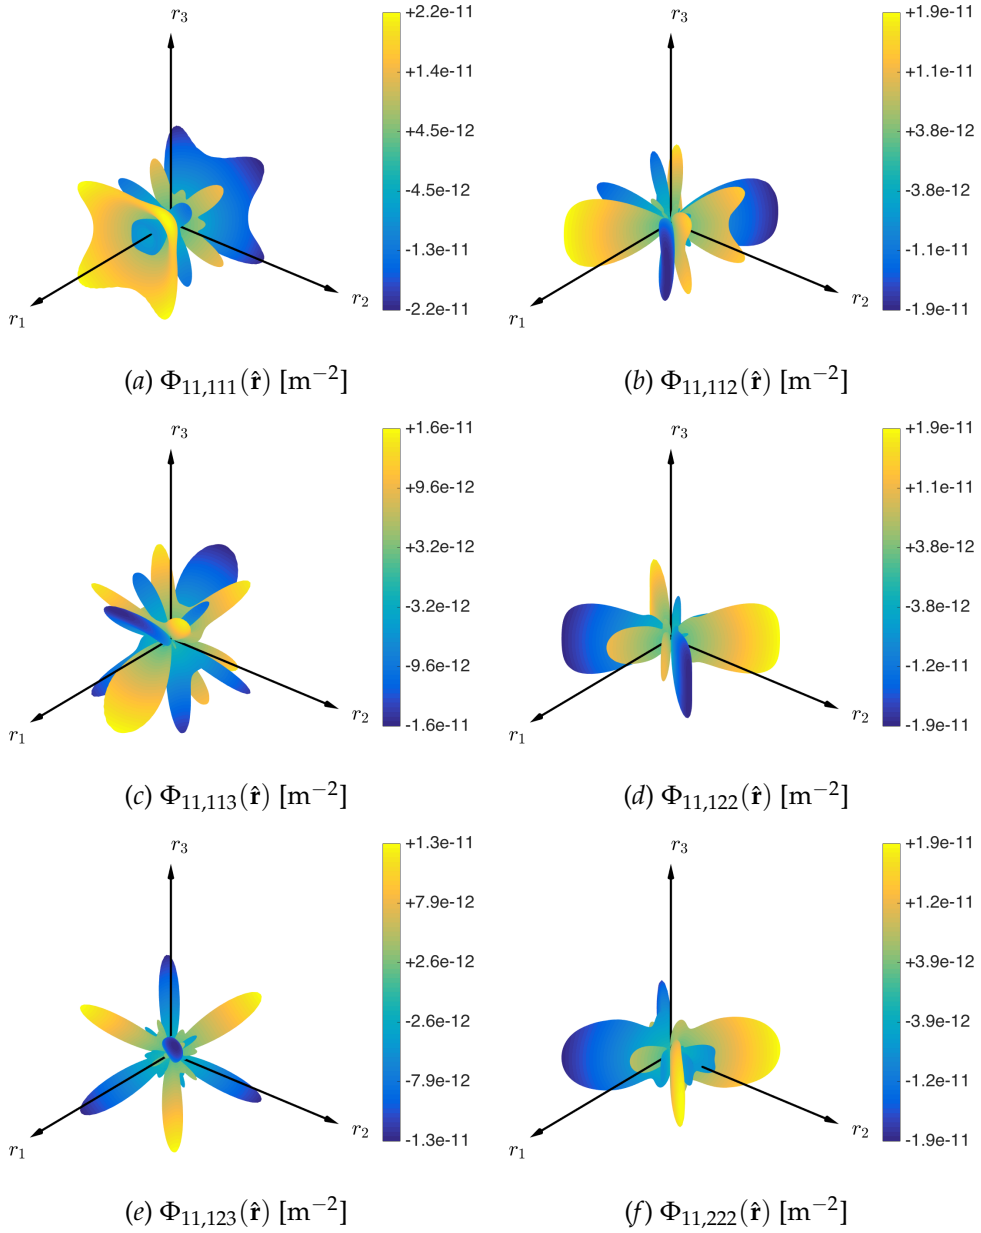 r₃
r₁
r₂
+2.2e-11
+1.4e-11
+4.5e-12
-4.5e-12
-1.3e-11
-2.2e-11
(a) Φ₁₁,₁₁₁(r̂) [m⁻²]
r₃
r₁
r₂
+1.9e-11
+1.1e-11
+3.8e-12
-3.8e-12
-1.1e-11
-1.9e-11
(b) Φ₁₁,₁₁₂(r̂) [m⁻²]
r₃
r₁
r₂
+1.6e-11
+9.6e-12
+3.2e-12
-3.2e-12
-9.6e-12
-1.6e-11
(c) Φ₁₁,₁₁₃(r̂) [m⁻²]
r₃
r₁
r₂
+1.9e-11
+1.1e-11
+3.8e-12
-3.8e-12
-1.2e-11
-1.9e-11
(d) Φ₁₁,₁₂₂(r̂) [m⁻²]
r₃
r₁
r₂
+1.3e-11
+7.9e-12
+2.6e-12
-2.6e-12
-7.9e-12
-1.3e-11
(e) Φ₁₁,₁₂₃(r̂) [m⁻²]
r₃
r₁
r₂
+1.9e-11
+1.2e-11
+3.9e-12
-3.9e-12
-1.2e-11
-1.9e-11
(f) Φ₁₁,₂₂₂(r̂) [m⁻²]